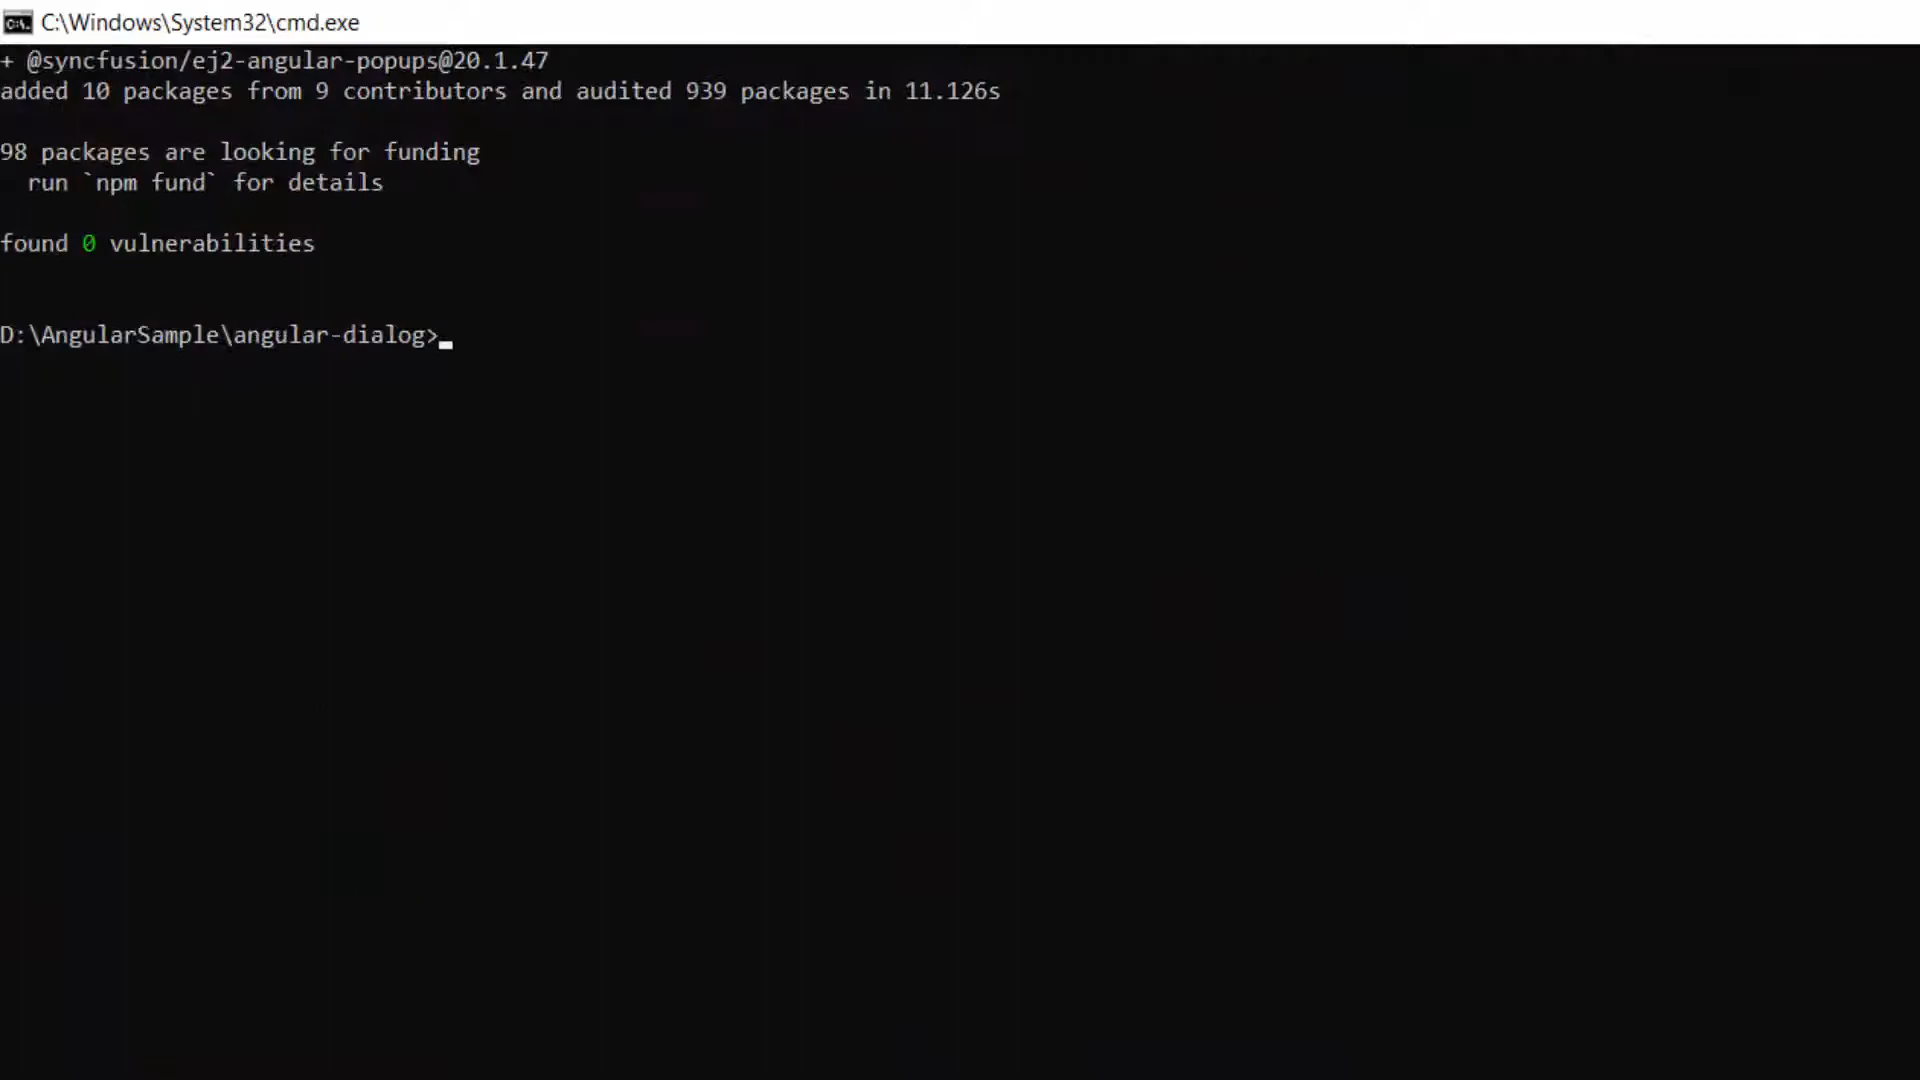 C:\Windows\System32\cmd.exe
+ @syncfusion/ej2-angular-popups@20.1.47
added 10 packages from 9 contributors and audited 939 packages in 11.126s
98 packages are looking for funding
  run `npm fund` for details
found 0 vulnerabilities
D:\AngularSample\angular-dialog>